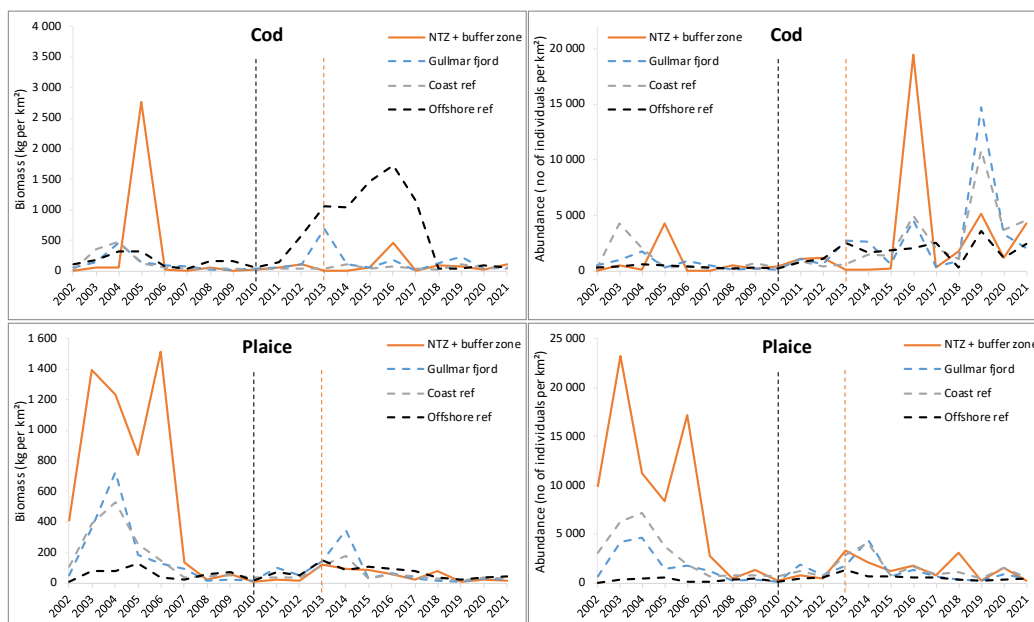 Cod
Biomass (kg per km²)
4 000
3 500
3 000
2 500
2 000
1 500
1 000
500
0
NTZ + buffer zone
Gullmar fjord
Coast ref
Offshore ref
2002 2003 2004 2005 2006 2007 2008 2009 2010 2011 2012 2013 2014 2015 2016 2017 2018 2019 2020 2021
Cod
Abundance ( no of individuals per km²)
20 000
15 000
10 000
5 000
0
NTZ + buffer zone
Gullmar fjord
Coast ref
Offshore ref
2002 2003 2004 2005 2006 2007 2008 2009 2010 2011 2012 2013 2014 2015 2016 2017 2018 2019 2020 2021
Plaice
Biomass (kg per km²)
1 600
1 400
1 200
1 000
800
600
400
200
0
NTZ + buffer zone
Gullmar fjord
Coast ref
Offshore ref
2002 2003 2004 2005 2006 2007 2008 2009 2010 2011 2012 2013 2014 2015 2016 2017 2018 2019 2020 2021
Plaice
Abundance (no of individuals per km²)
25 000
20 000
15 000
10 000
5 000
0
NTZ + buffer zone
Gullmar fjord
Coast ref
Offshore ref
2002 2003 2004 2005 2006 2007 2008 2009 2010 2011 2012 2013 2014 2015 2016 2017 2018 2019 2020 2021